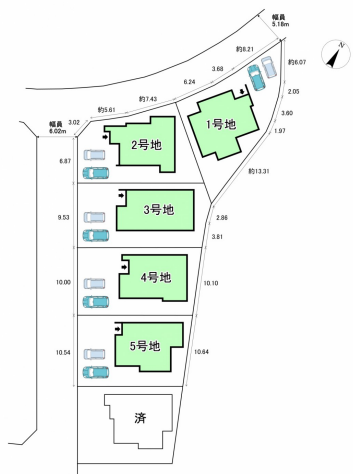 幅員
5.18m
N
約8.21
約6.07
3.68
6.24
2.05
約7.43
約5.61
3.60
幅員
6.02m
3.02
1号地
1.97
2号地
6.87
約13.31
3号地
9.53
2.86
3.81
4号地
10.00
10.10
5号地
10.54
10.64
済